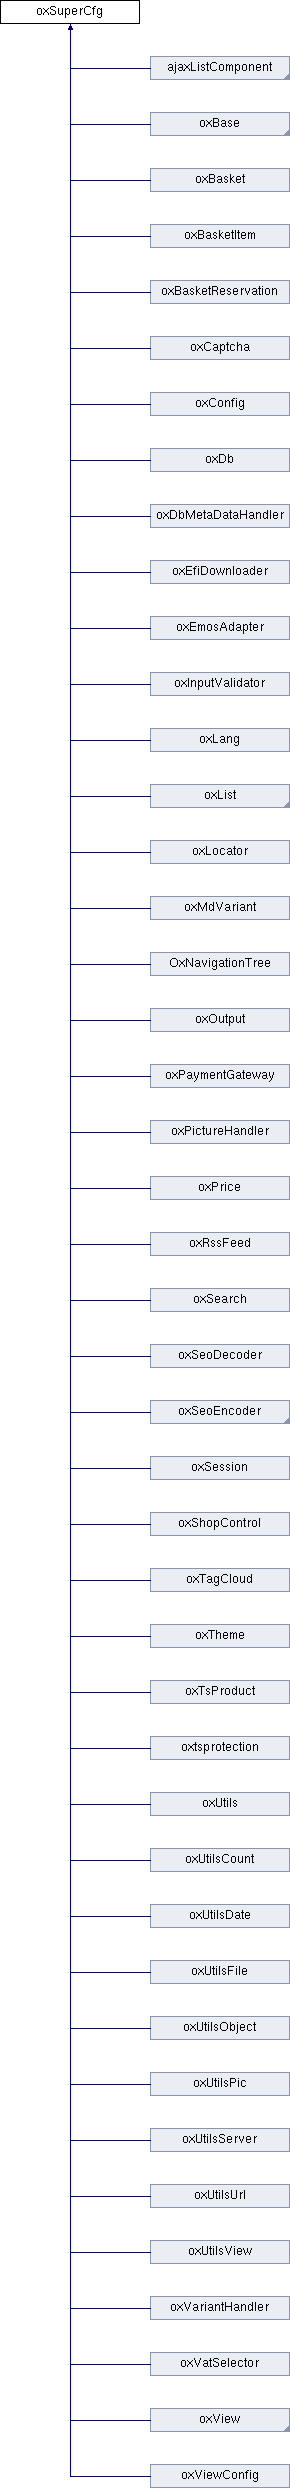 oxSuperCfg
ajaxListComponent
oxBase
oxBasket
oxBasketItem
oxBasketReservation
oxCaptcha
oxConfig
oxDb
oxDbMetaDataHandler
oxEfiDownloader
oxEmosAdapter
oxInputValidator
oxLang
oxList
oxLocator
oxMdVariant
OxNavigationTree
oxOutput
oxPaymentGateway
oxPictureHandler
oxPrice
oxRssFeed
oxSearch
oxSeoDecoder
oxSeoEncoder
oxSession
oxShopControl
oxTagCloud
oxTheme
oxTsProduct
oxtsprotection
oxUtils
oxUtilsCount
oxUtilsDate
oxUtilsFile
oxUtilsObject
oxUtilsPic
oxUtilsServer
oxUtilsUrl
oxUtilsView
oxVariantHandler
oxVatSelector
oxView
oxViewConfig